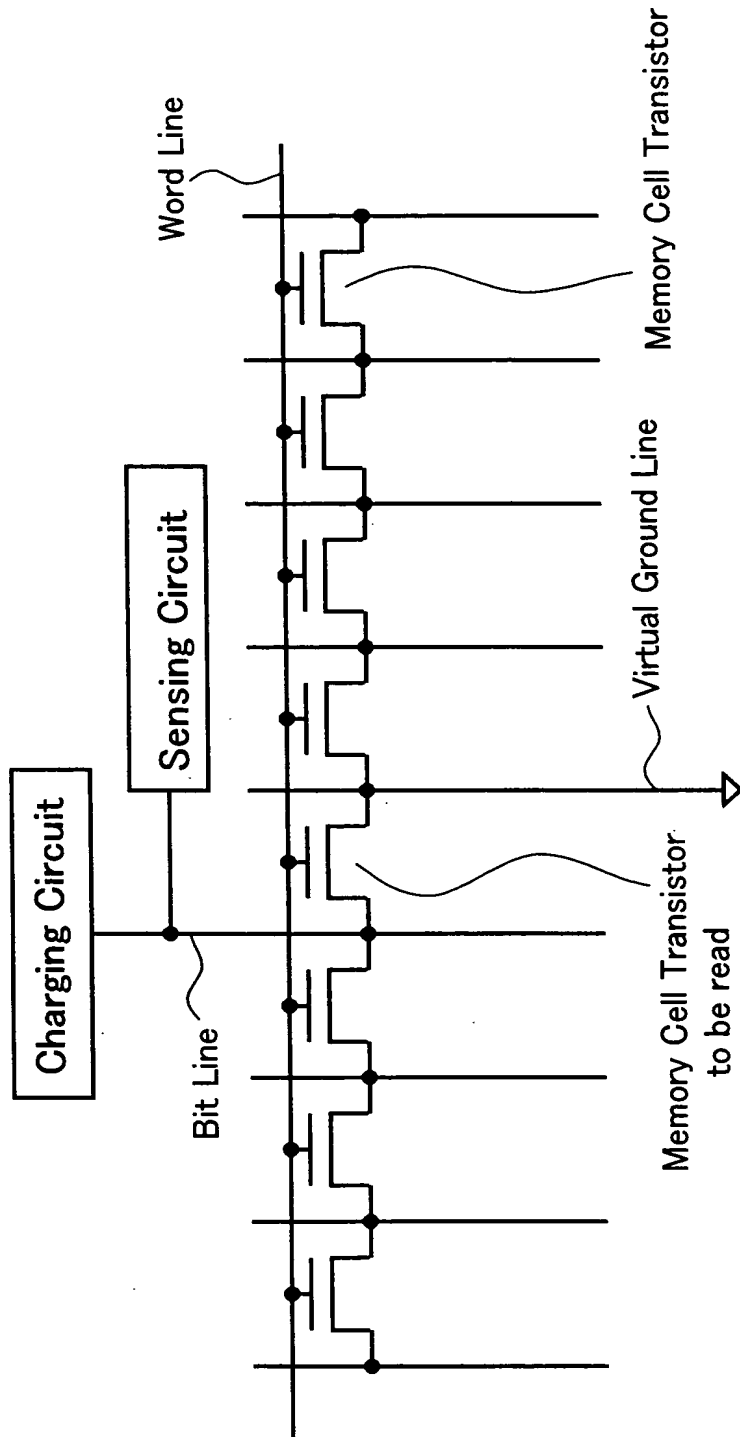 Charging Circuit
Sensing Circuit
Bit Line
Word Line
Memory Cell Transistor
to be read
Virtual Ground Line
Memory Cell Transistor